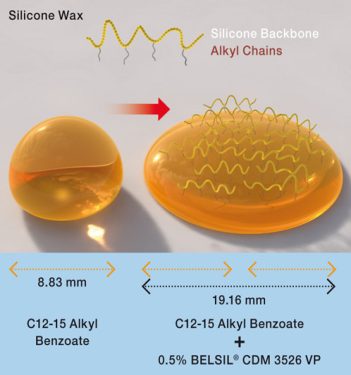 Silicone Wax
Silicone Backbone
Alkyl Chains
8.83 mm
19.16 mm
C12-15 Alkyl
Benzoate
C12-15 Alkyl Benzoate
+
0.5% BELSIL® CDM 3526 VP